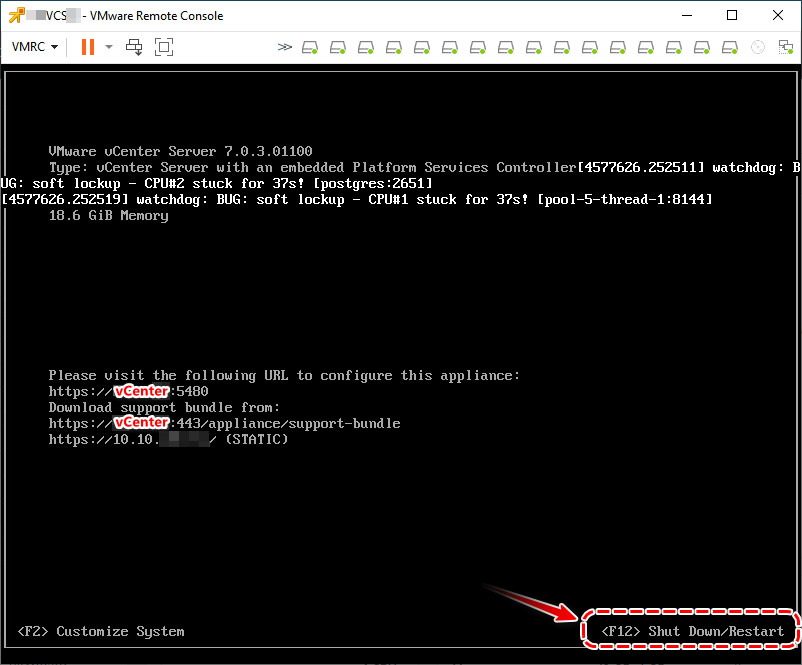 VCS - VMware Remote Console
VMRC
VMware vCenter Server 7.0.3.01100
Type: vCenter Server with an embedded Platform Services Controller[4577626.252511] watchdog: B
UG: soft lockup - CPU#2 stuck for 37s! [postgres:2651]
[4577626.252519] watchdog: BUG: soft lockup - CPU#1 stuck for 37s! [pool-5-thread-1:8144]
18.6 GiB Memory
Please visit the following URL to configure this appliance:
https://vCenter:5480
Download support bundle from:
https://vCenter:443/appliance/support-bundle
https://10.10. / (STATIC)
<F2> Customize System
<F12> Shut Down/Restart